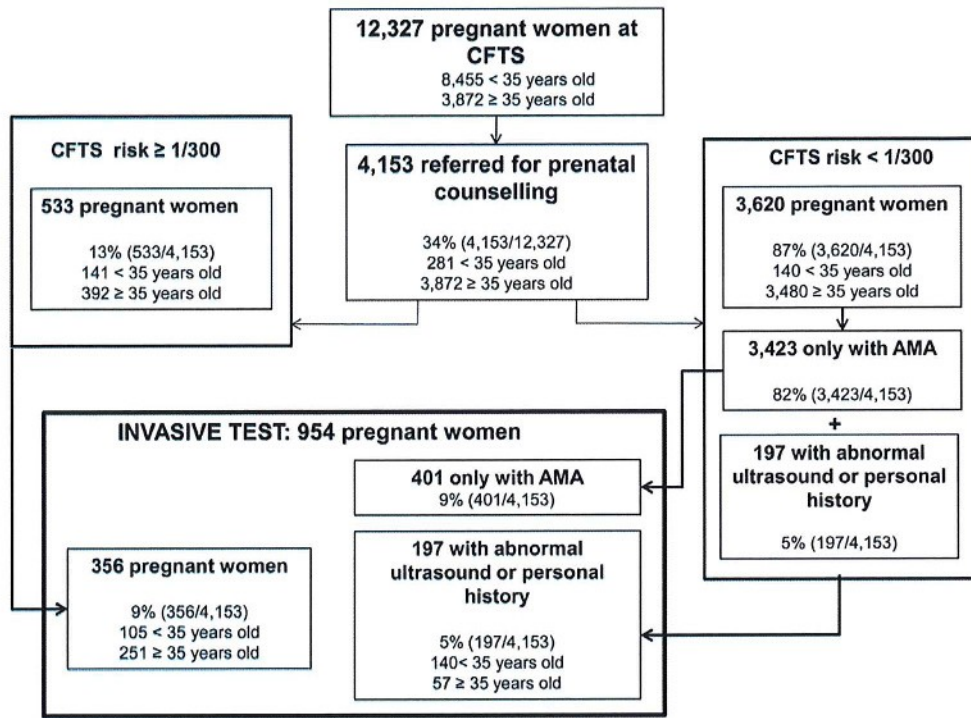 12,327 pregnant women at
CFTS
8,455 < 35 years old
3,872 ≥ 35 years old
CFTS risk ≥ 1/300
533 pregnant women
13% (533/4,153)
141 < 35 years old
392 ≥ 35 years old
4,153 referred for prenatal
counselling
34% (4,153/12,327)
281 < 35 years old
3,872 ≥ 35 years old
CFTS risk < 1/300
3,620 pregnant women
87% (3,620/4,153)
140 < 35 years old
3,480 ≥ 35 years old
3,423 only with AMA
82% (3,423/4,153)
+
197 with abnormal
ultrasound or personal
history
5% (197/4,153)
INVASIVE TEST: 954 pregnant women
401 only with AMA
9% (401/4,153)
356 pregnant women
9% (356/4,153)
105 < 35 years old
251 ≥ 35 years old
197 with abnormal
ultrasound or personal
history
5% (197/4,153)
140< 35 years old
57 ≥ 35 years old